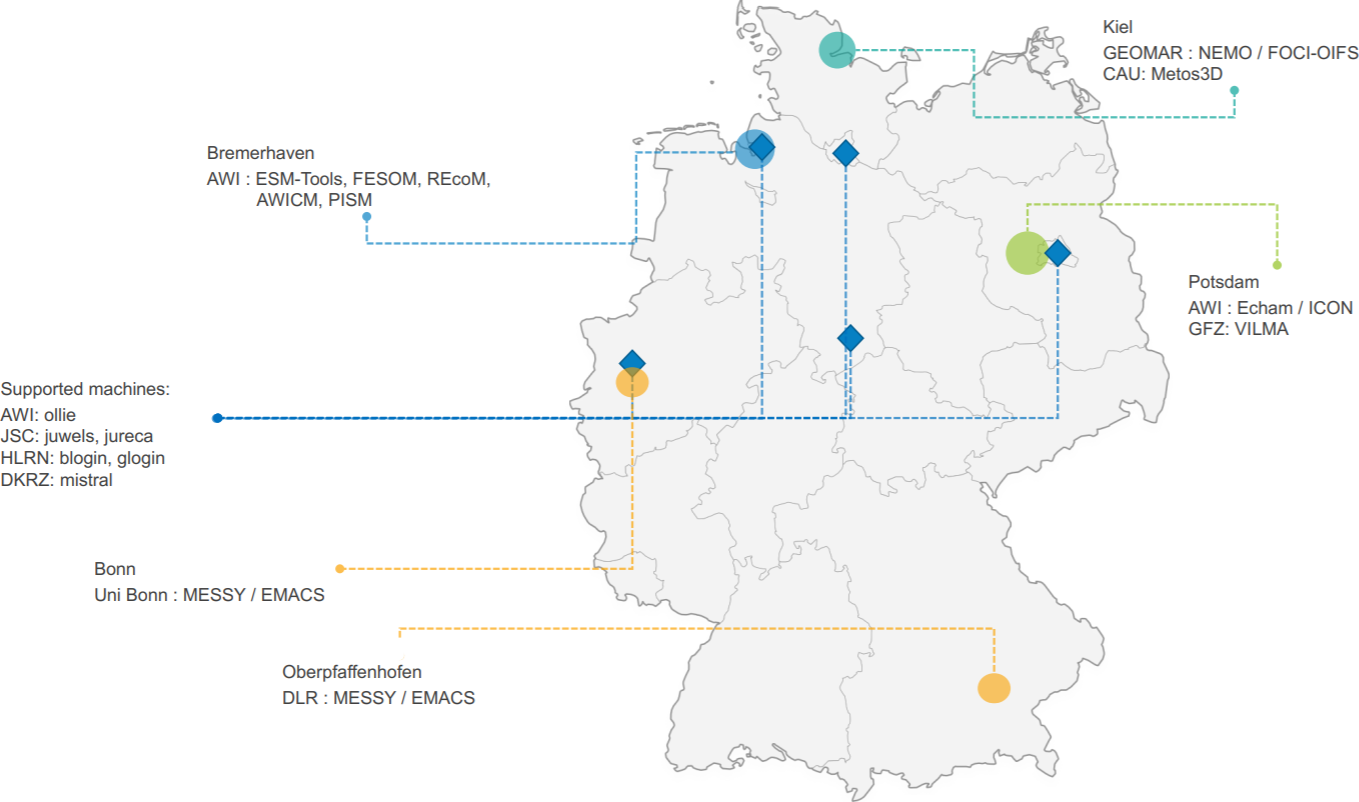 Kiel
GEOMAR : NEMO / FOCI-OIFS
CAU: Metos3D
Bremerhaven
AWI : ESM-Tools, FESOM, REcoM,
AWICM, PISM
Potsdam
AWI : Echam / ICON
GFZ: VILMA
Supported machines:
AWI: ollie
JSC: juwels, jureca
HLRN: blogin, glogin
DKRZ: mistral
Bonn
Uni Bonn : MESSY / EMACS
Oberpfaffenhofen
DLR : MESSY / EMACS